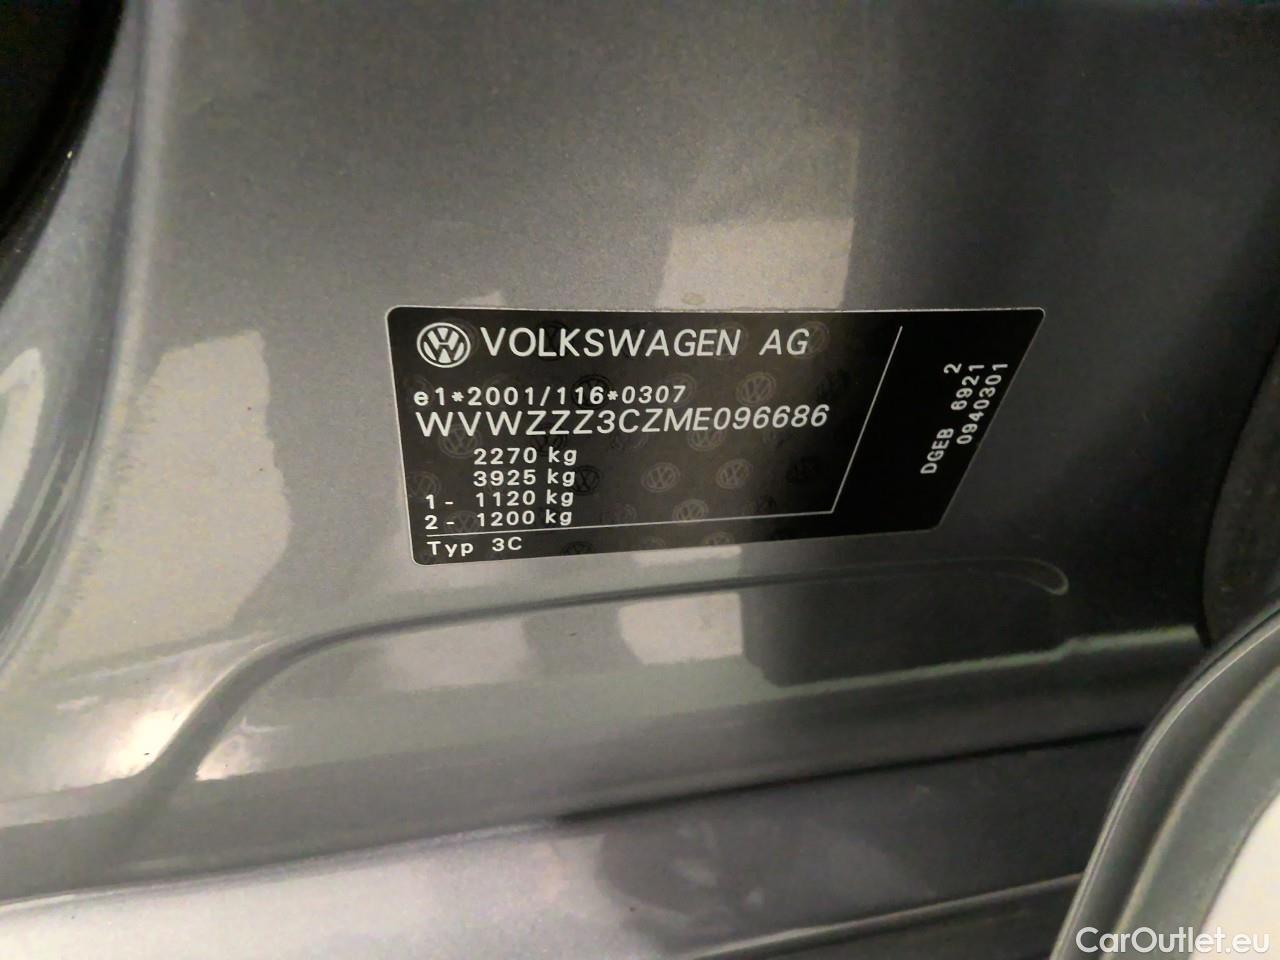 VOLKSWAGEN AG
e1*2001/116*0307
WVWZZZ3CZME096686
2270 kg
3925 kg
1- 1120 kg
2- 1200 kg
Typ 3C
2
DGEB 6921
0940301
CarOutlet.eu